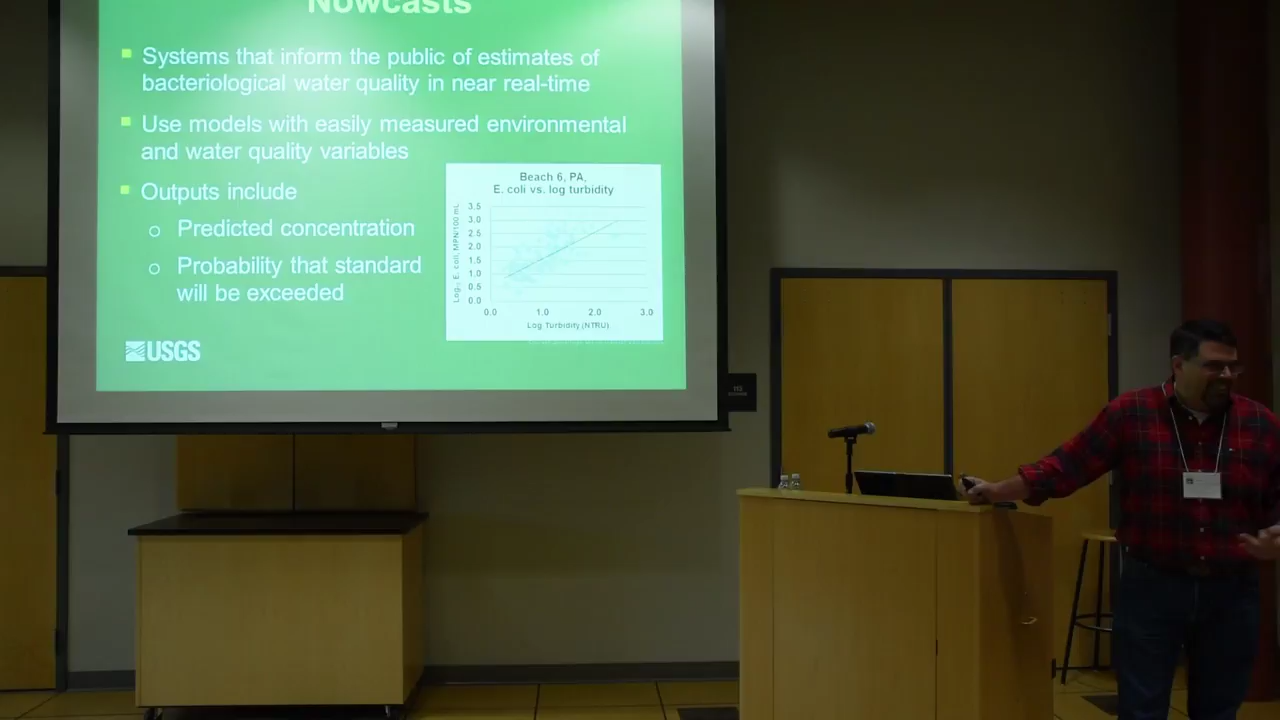 Nowcasts
Systems that inform the public of estimates of
bacteriological water quality in near real-time
Use models with easily measured environmental
and water quality variables
Outputs include
Predicted concentration
Probability that standard
will be exceeded
Beach 6, PA,
E. coli vs. log turbidity
3.5
3.0
2.5
2.0
1.5
1.0
0.5
0.0
0.0 1.0 2.0 3.0
Log Turbidity (NTRU)
USGS